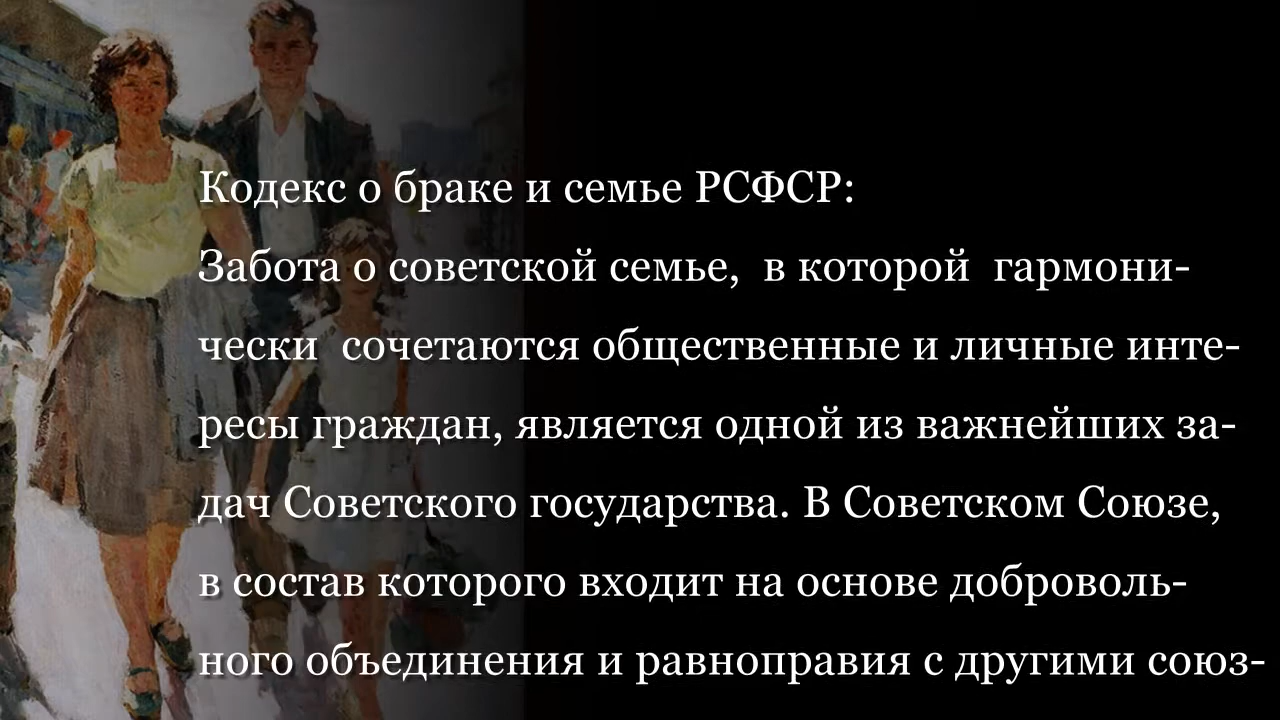 Кодекс о браке и семье РСФСР:
Забота о советской семье, в которой гармони-
чески сочетаются общественные и личные инте-
ресы граждан, является одной из важнейших за-
дач Советского государства. В Советском Союзе,
в состав которого входит на основе доброволь-
ного объединения и равноправия с другими союз-